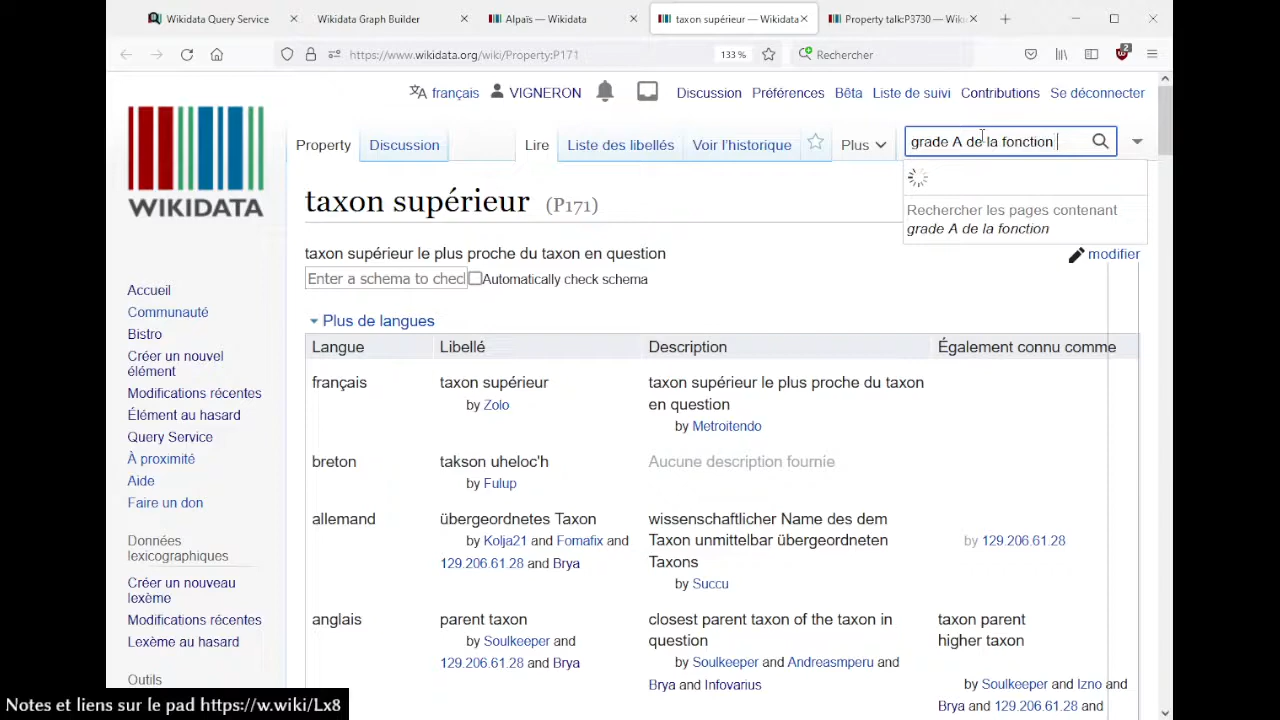 Wikidata Query Service
Wikidata Graph Builder
Alpaïs — Wikidata
taxon supérieur — Wikidata
Property talk:P3730 — Wiki
https://www.wikidata.org/wiki/Property:P171
133 %
Rechercher
2
français
VIGNERON
Discussion
Préférences
Bêta
Liste de suivi
Contributions
Se déconnecter
WIKIDATA
Property
Discussion
Lire
Liste des libellés
Voir l'historique
Plus
grade A de la fonction
Rechercher les pages contenant
grade A de la fonction
taxon supérieur (P171)
taxon supérieur le plus proche du taxon en question
modifier
Enter a schema to chec
Automatically check schema
Plus de langues
Langue
Libellé
Description
Également connu comme
français
taxon supérieur
by Zolo
taxon supérieur le plus proche du taxon
en question
by Metroitendo
breton
takson uheloc'h
by Fulup
Aucune description fournie
allemand
übergeordnetes Taxon
by Kolja21 and Fomafix and
129.206.61.28 and Brya
wissenschaftlicher Name des dem
Taxon unmittelbar übergeordneten
Taxons
by Succu
by 129.206.61.28
anglais
parent taxon
by Soulkeeper and
129.206.61.28 and Brya
closest parent taxon of the taxon in
question
by Soulkeeper and Andreasmperu and
Brya and Infovarius
taxon parent
higher taxon
by Soulkeeper and Izno and
Brya and 129.206.61.28 and
Accueil
Communauté
Bistro
Créer un nouvel
élément
Modifications récentes
Élément au hasard
Query Service
À proximité
Aide
Faire un don
Données
lexicographiques
Créer un nouveau
lexème
Modifications récentes
Lexème au hasard
Outils
Notes et liens sur le pad https://w.wiki/Lx8